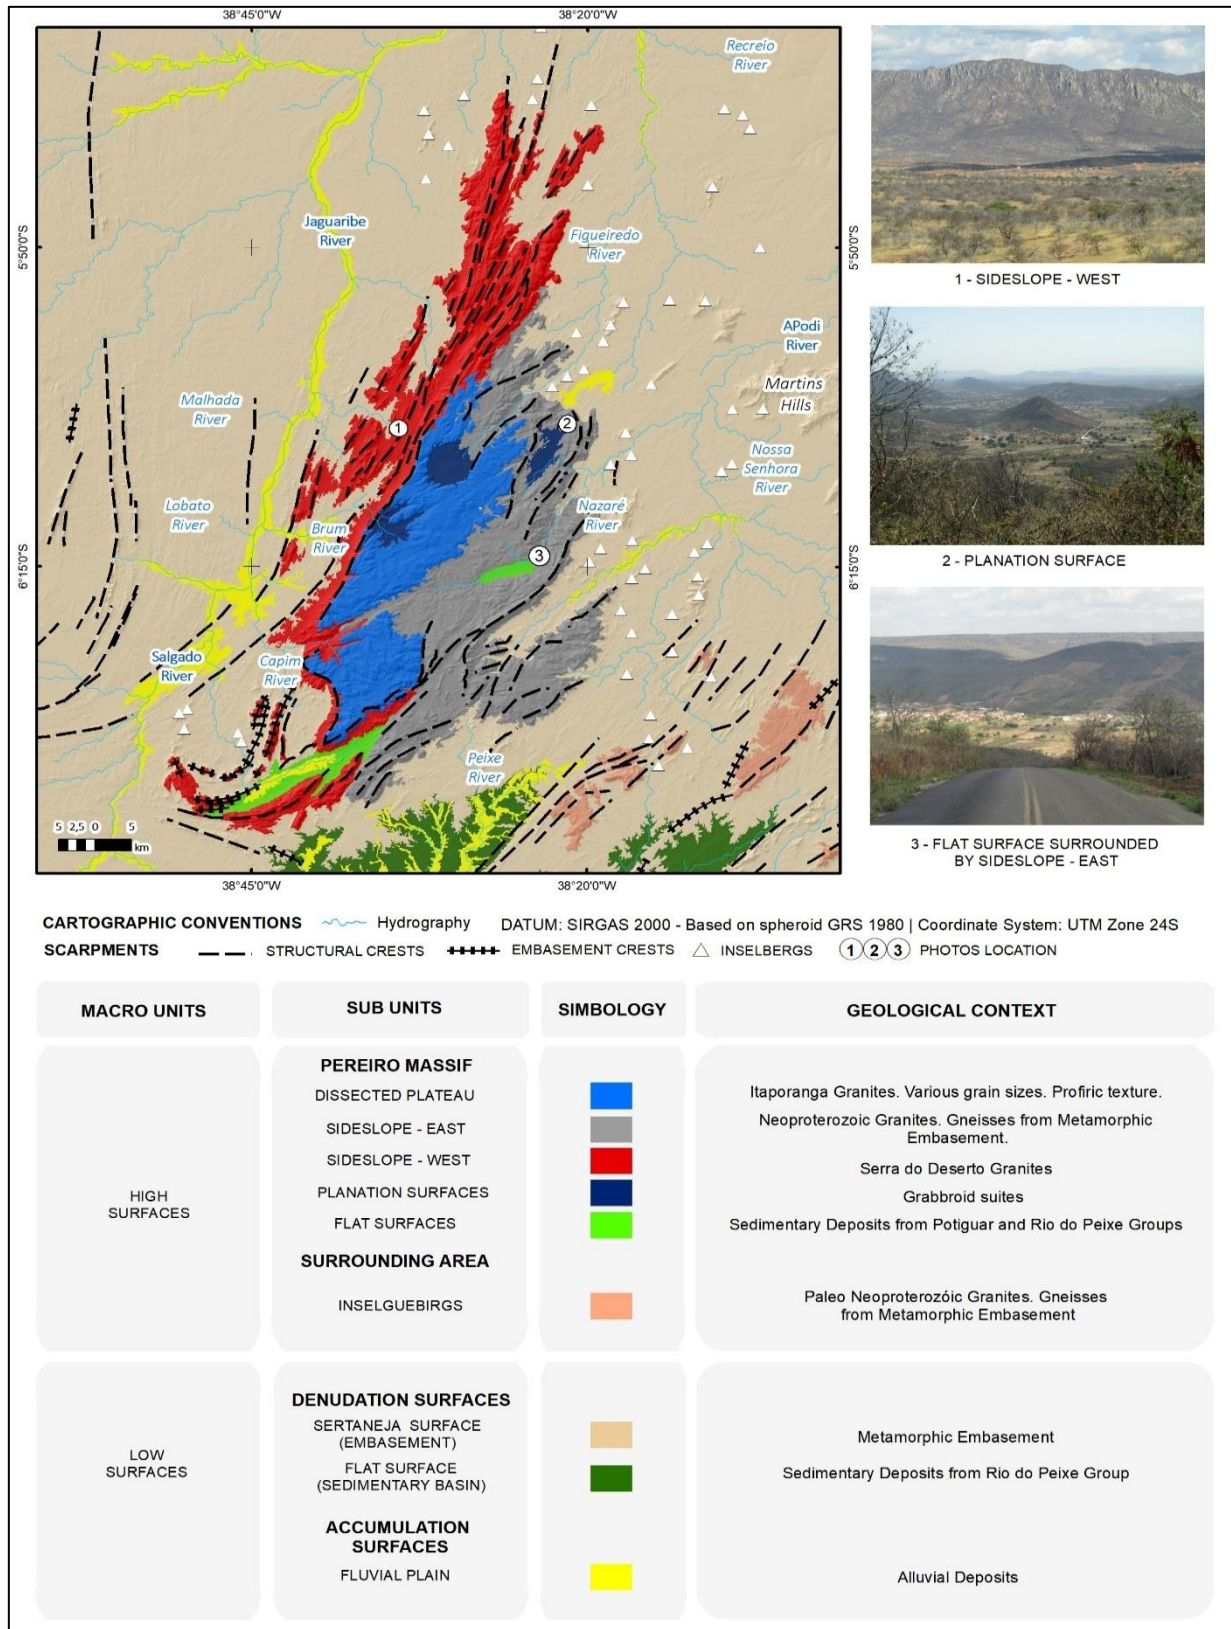 38°45'0"W
38°20'0"W
Recreio
River
5°50'0"S
5°50'0"S
Jaguaribe
River
Figueiredo
River
APodi
River
Martins
Hills
Malhada
River
1
2
Nossa
Senhora
River
Lobato
River
Brum
River
Nazaré
River
3
6°15'0"S
6°15'0"S
Salgado
River
Capim
River
Peixe
River
5 2,5 0 5
km
38°45'0"W
38°20'0"W
1 - SIDESLOPE - WEST
2 - PLANATION SURFACE
3 - FLAT SURFACE SURROUNDED
BY SIDESLOPE - EAST
CARTOGRAPHIC CONVENTIONS Hydrography DATUM: SIRGAS 2000 - Based on spheroid GRS 1980 | Coordinate System: UTM Zone 24S
SCARPMENTS STRUCTURAL CRESTS EMBASEMENT CRESTS INSELBERGS 1 2 3 PHOTOS LOCATION
MACRO UNITS SUB UNITS SIMBOLOGY GEOLOGICAL CONTEXT
HIGH
SURFACES
PEREIRO MASSIF
DISSECTED PLATEAU
Itaporanga Granites. Various grain sizes. Profiric texture.
SIDESLOPE - EAST
Neoproterozoic Granites. Gneisses from Metamorphic
Embasement.
SIDESLOPE - WEST
Serra do Deserto Granites
PLANATION SURFACES
Grabbroid suites
FLAT SURFACES
Sedimentary Deposits from Potiguar and Rio do Peixe Groups
SURROUNDING AREA
INSELGUEBIRGS
Paleo Neoproterozóic Granites. Gneisses
from Metamorphic Embasement
LOW
SURFACES
DENUDATION SURFACES
SERTANEJA SURFACE
(EMBASEMENT)
Metamorphic Embasement
FLAT SURFACE
(SEDIMENTARY BASIN)
Sedimentary Deposits from Rio do Peixe Group
ACCUMULATION
SURFACES
FLUVIAL PLAIN
Alluvial Deposits